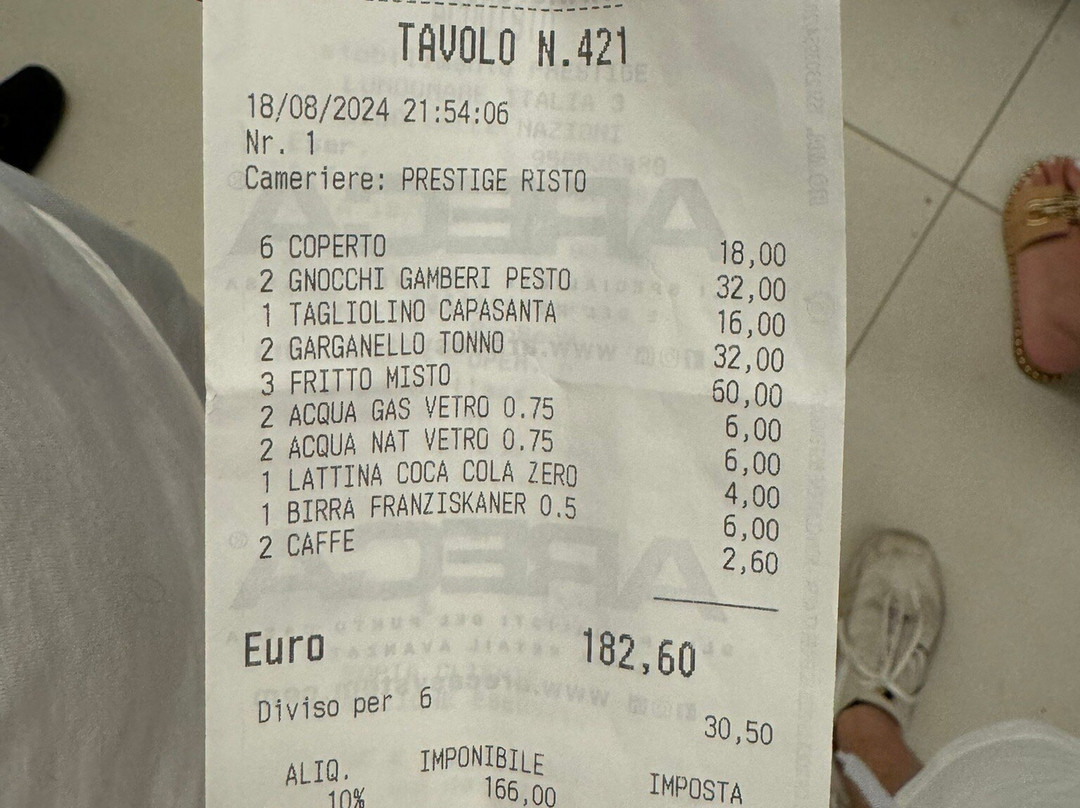 TAVOLO N.421
18/08/2024 21:54:06
Nr. 1
Cameriere: PRESTIGE RISTO
6 COPERTO 18,00
2 GNOCCHI GAMBERI PESTO 32,00
1 TAGLIOLINO CAPASANTA 16,00
2 GARGANELLO TONNO 32,00
3 FRITTO MISTO 60,00
2 ACQUA GAS VETRO 0.75 6,00
2 ACQUA NAT VETRO 0.75 6,00
1 LATTINA COCA COLA ZERO 4,00
1 BIRRA FRANZISKANER 0.5 6,00
2 CAFFE 2,60
Euro 182,60
Diviso per 6 30,50
ALIQ. IMPONIBILE IMPOSTA
10% 166,00